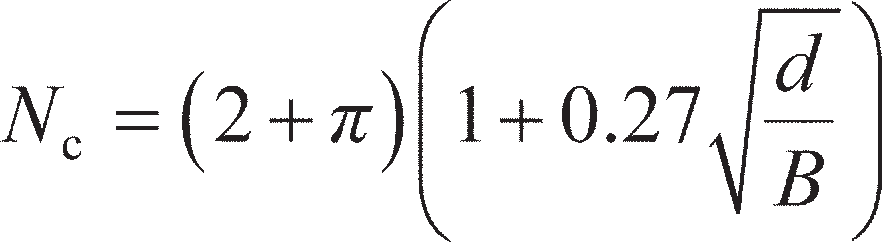 N_c = (2 + π)(1 + 0.27√(d/B))